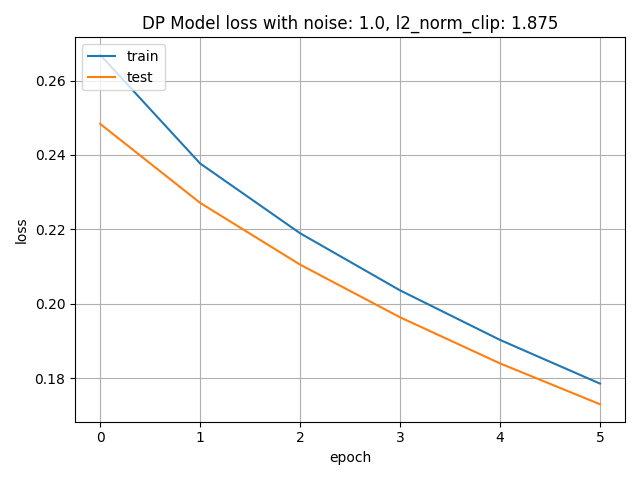 DP Model loss with noise: 1.0, l2_norm_clip: 1.875
train
test
0.26
0.24
0.22
0.20
0.18
loss
0 1 2 3 4 5
epoch